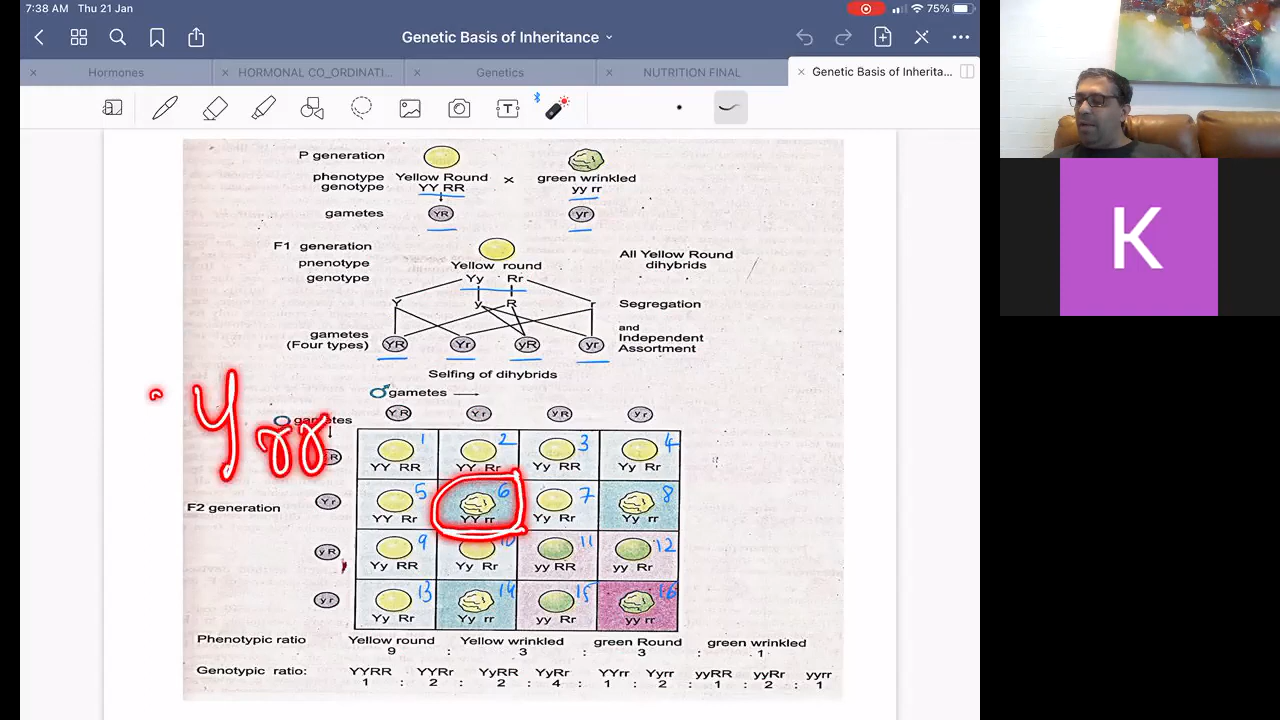 7:38 AM Thu 21 Jan
75%
Genetic Basis of Inheritance
Hormones
HORMONAL CO_ORDINATI...
Genetics
NUTRITION FINAL
Genetic Basis of Inherita...
T
K
P generation
phenotype Yellow Round × green wrinkled
genotype YY RR yy rr
gametes YR yr
F1 generation
phenotype Yellow round All Yellow Round dihybrids
genotype Yy Rr
Y y R r Segregation
gametes and
(Four types) YR Yr yR yr Independent Assortment
Selfing of dihybrids
♂ gametes
gametes
YR Yr yR yr
Y rr
1 2 3 4
YY RR YY Rr Yy RR Yy Rr
Yr 5 6 7 8
YY Rr YY rr Yy Rr Yy rr
F2 generation
yR 9 10 11 12
Yy RR Yy Rr yy RR yy Rr
yr 13 14 15 16
Yy Rr Yy rr yy Rr yy rr
Phenotypic ratio Yellow round Yellow wrinkled green Round green wrinkled
9 : 3 : 3 : 1
Genotypic ratio: YYRR YYRr YyRR YyRr YYrr Yyrr yyRR yyRr yyrr
1 : 2 : 2 : 4 : 1 : 2 : 1 : 2 : 1